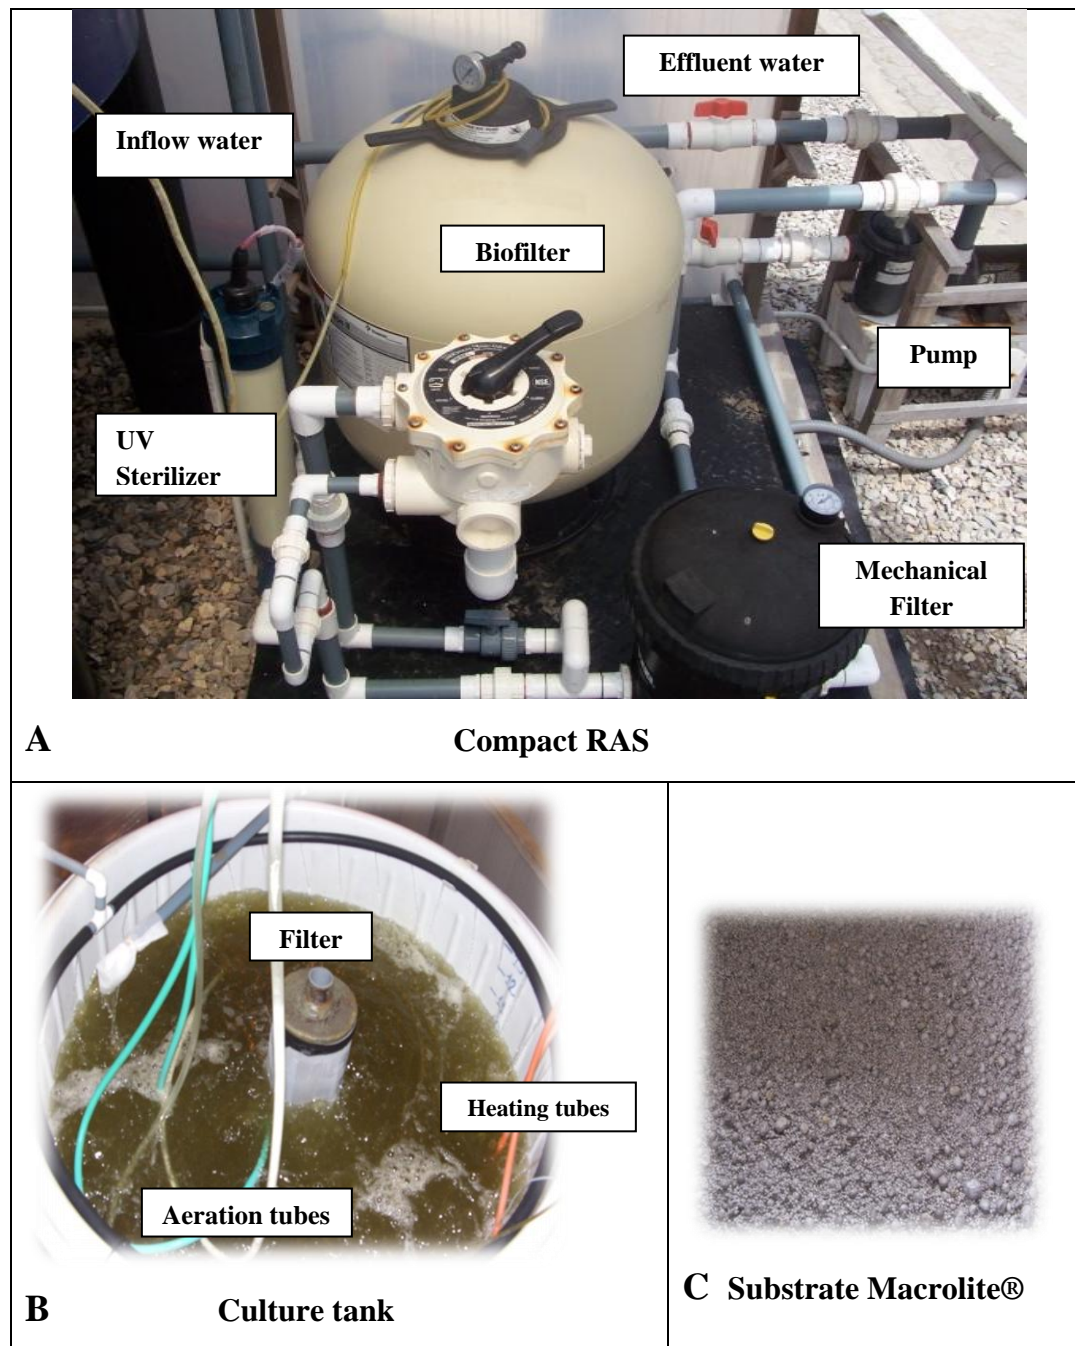 Effluent water
Inflow water
Biofilter
Pump
UV
Sterilizer
NSF
Mechanical
Filter
A
Compact RAS
Filter
Heating tubes
Aeration tubes
B
Culture tank
C
Substrate Macrolite®